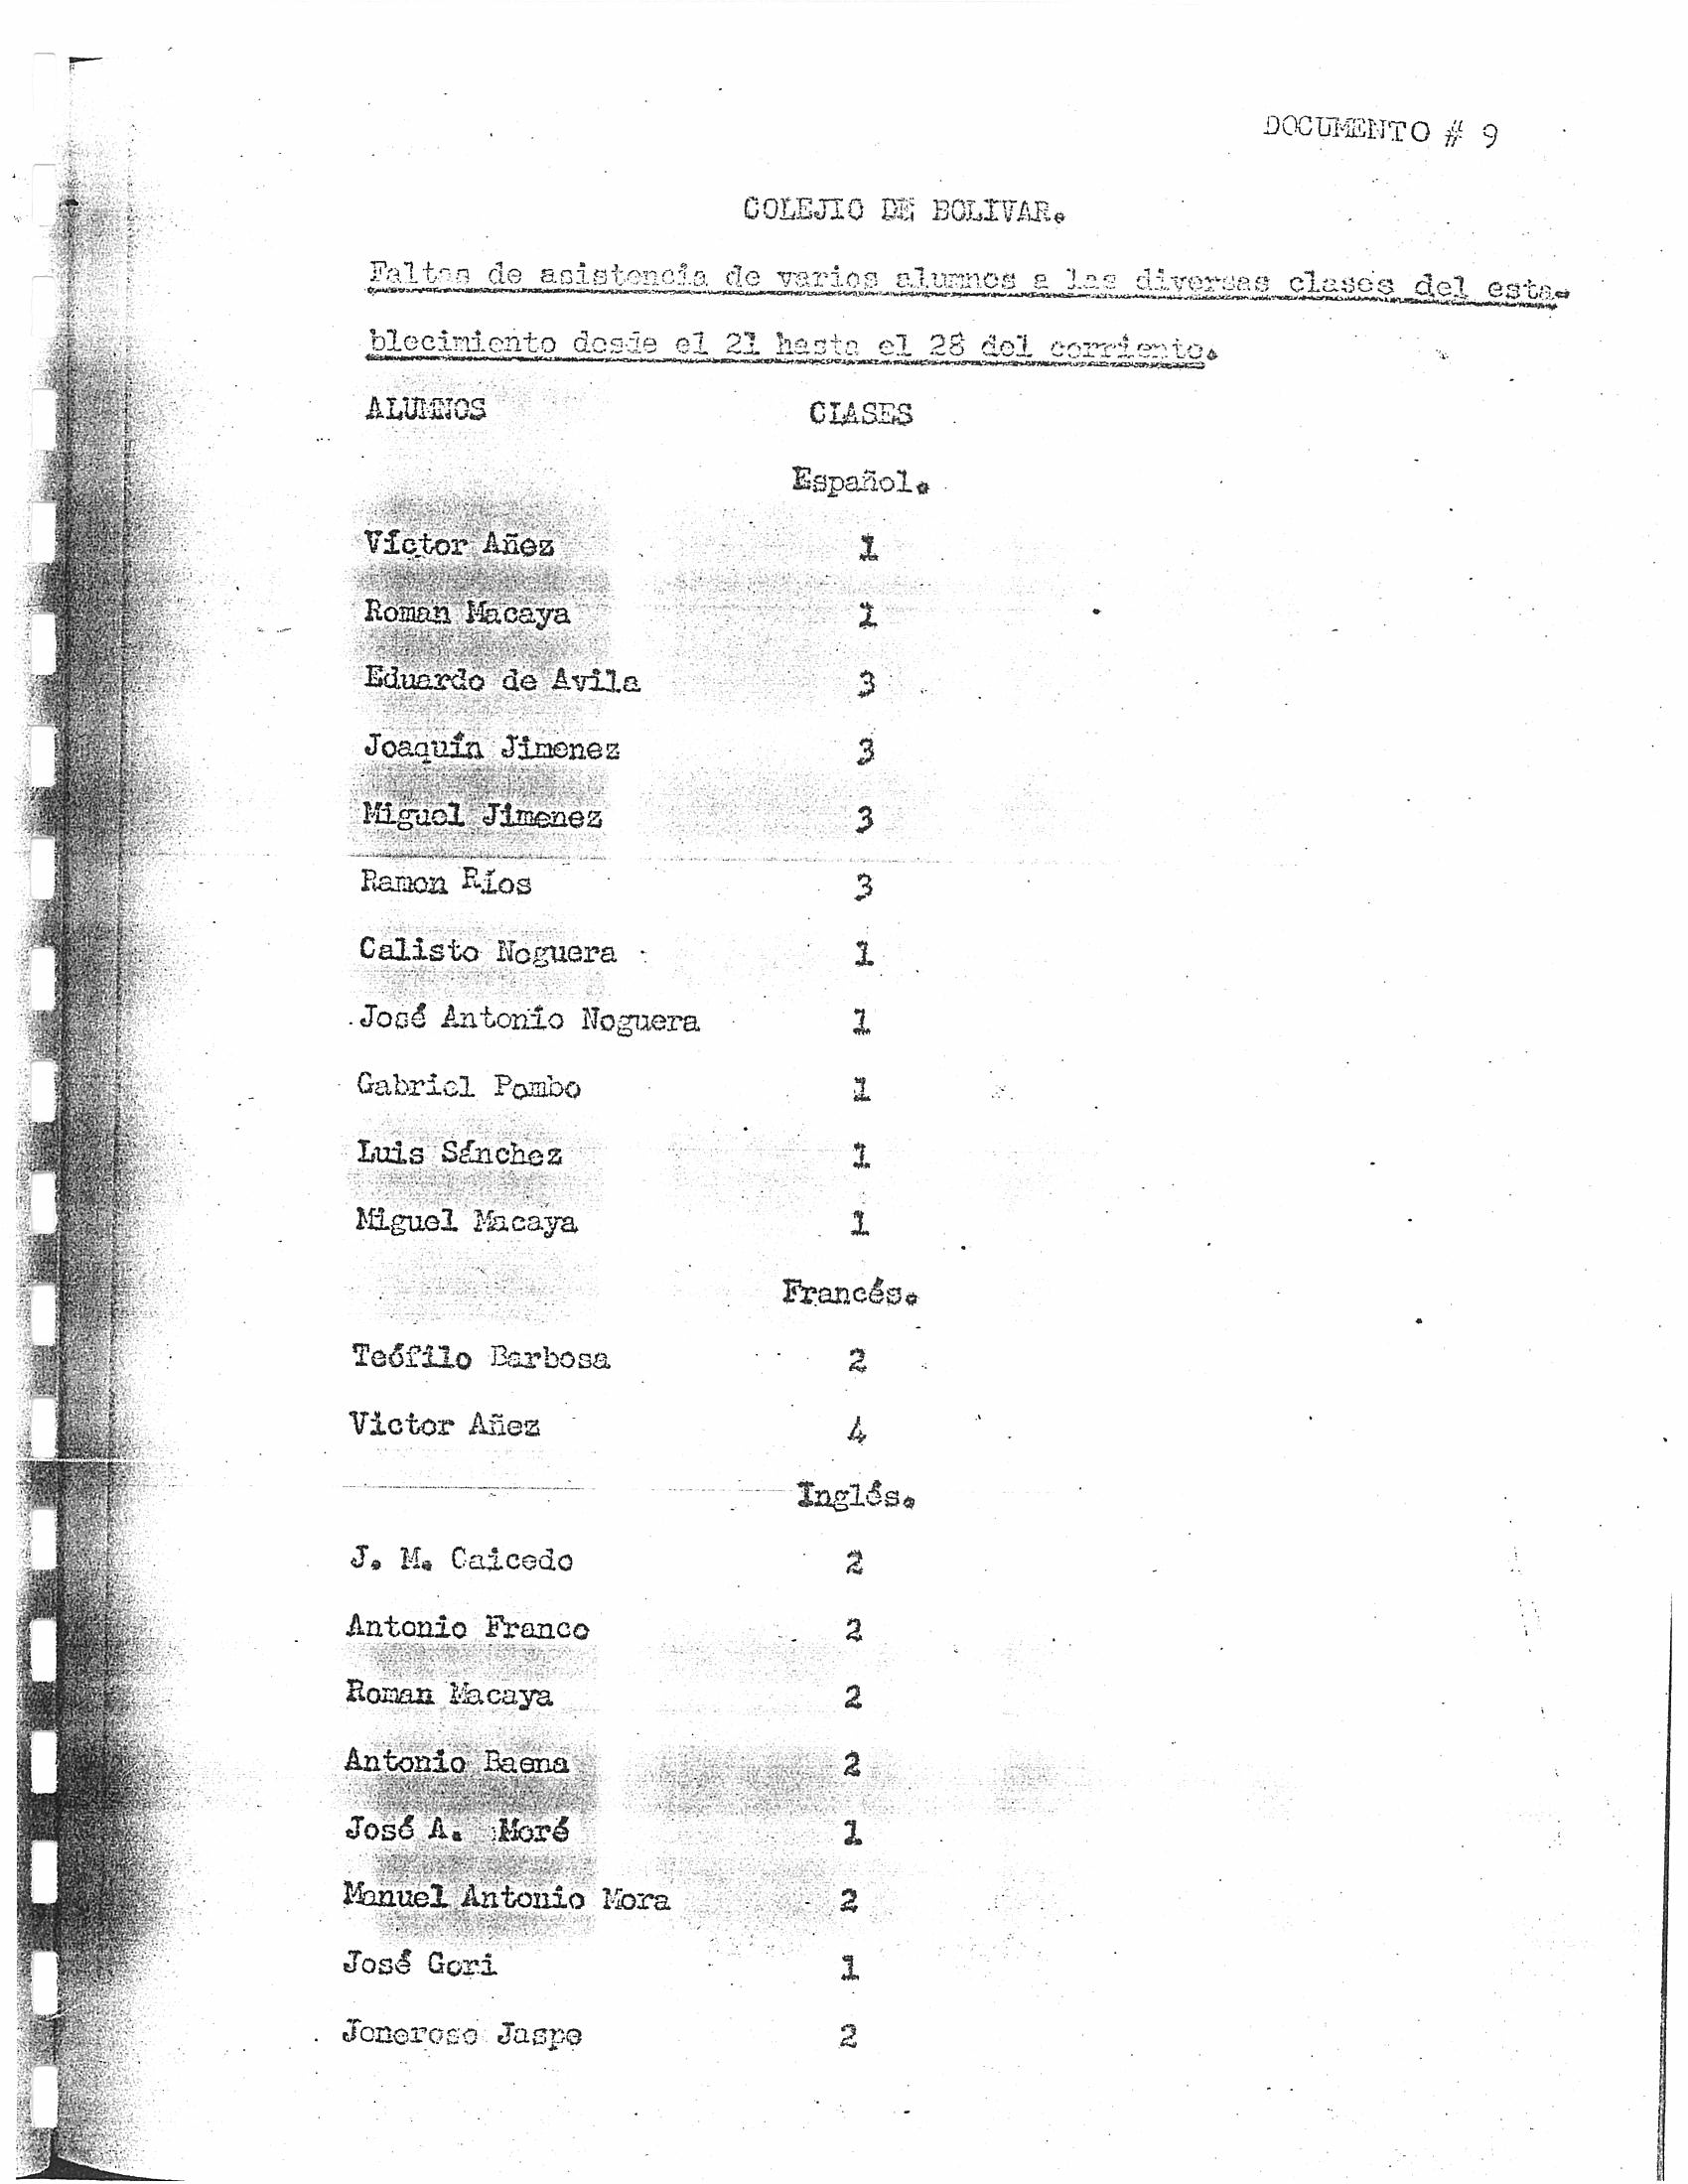 DOCUMENTO # 9
COLEJIO DE BOLIVAR.
Faltas de asistencia de varios alumnos a las diversas clases del esta-
blecimiento desde el 21 hasta el 28 del corriente.
ALUMNOS CLASES
Español.
Víctor Añez 1
Roman Macaya 1
Eduardo de Avila 3
Joaquín Jimenez 3
Miguel Jimenez 3
Ramon Ríos 3
Calisto Noguera 1
José Antonio Noguera 1
Gabriel Pombo 1
Luis Sánchez 1
Miguel Macaya 1
Francés.
Teófilo Barbosa 2
Victor Añez 4
Inglés.
J. M. Caicedo 2
Antonio Franco 2
Roman Macaya 2
Antonio Baena 2
José A. Moré 1
Manuel Antonio Mora 2
José Gori 1
Joneroso Jaspe 2